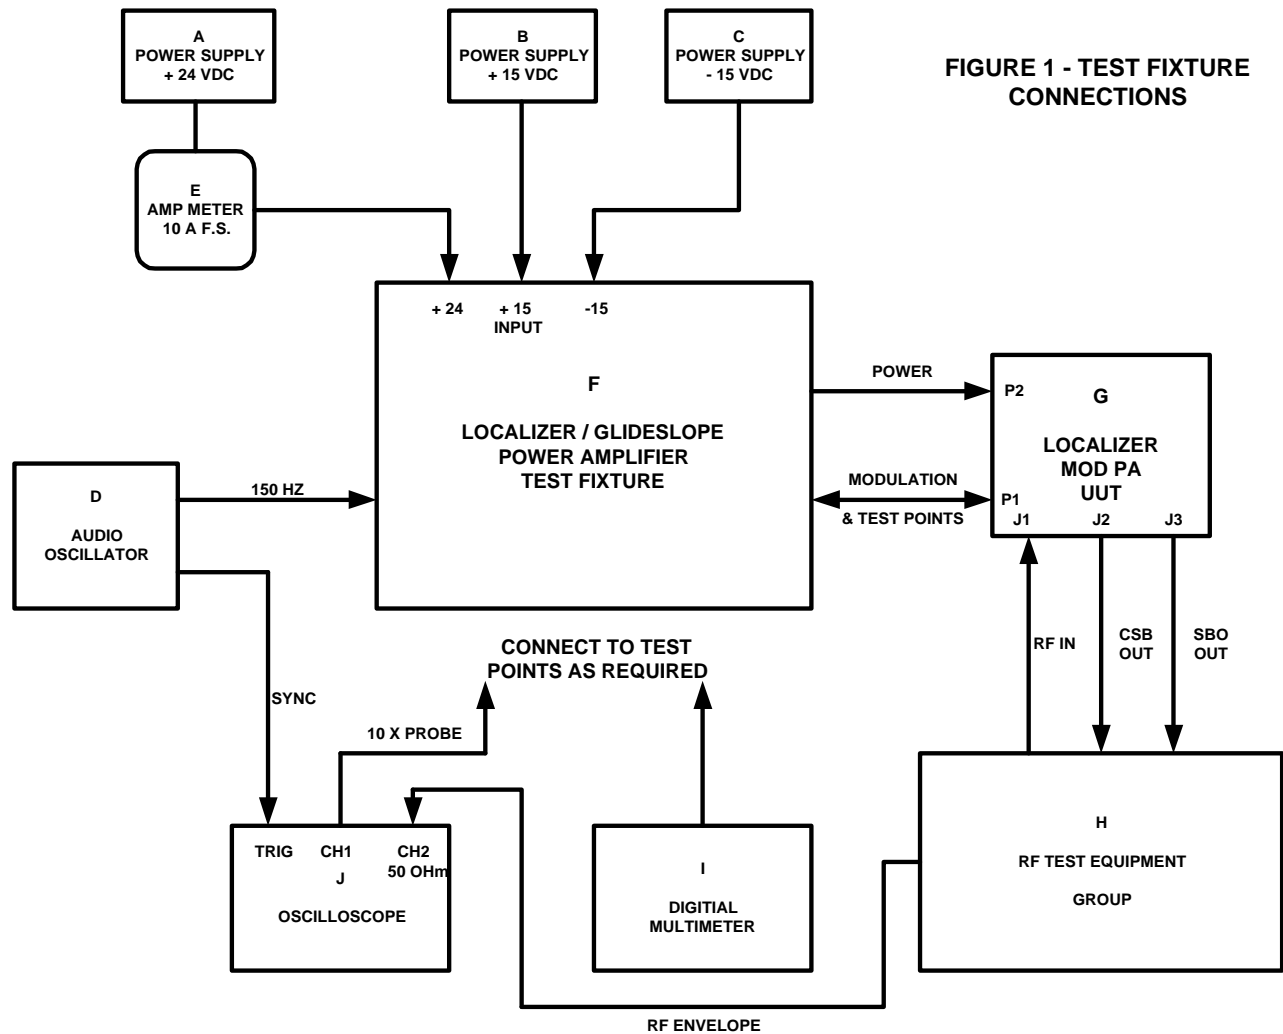 A
POWER SUPPLY
+ 24 VDC
B
POWER SUPPLY
+ 15 VDC
C
POWER SUPPLY
- 15 VDC
FIGURE 1 - TEST FIXTURE
CONNECTIONS
E
AMP METER
10 A F.S.
+ 24
+ 15
INPUT
-15
F
LOCALIZER / GLIDESLOPE
POWER AMPLIFIER
TEST FIXTURE
POWER
P2
G
LOCALIZER
MOD PA
UUT
MODULATION
& TEST POINTS
P1
J1
J2
J3
D
AUDIO
OSCILLATOR
150 HZ
SYNC
CONNECT TO TEST
POINTS AS REQUIRED
10 X PROBE
RF IN
CSB
OUT
SBO
OUT
TRIG
CH1
CH2
50 OHm
J
OSCILLOSCOPE
I
DIGITIAL
MULTIMETER
H
RF TEST EQUIPMENT
GROUP
RF ENVELOPE